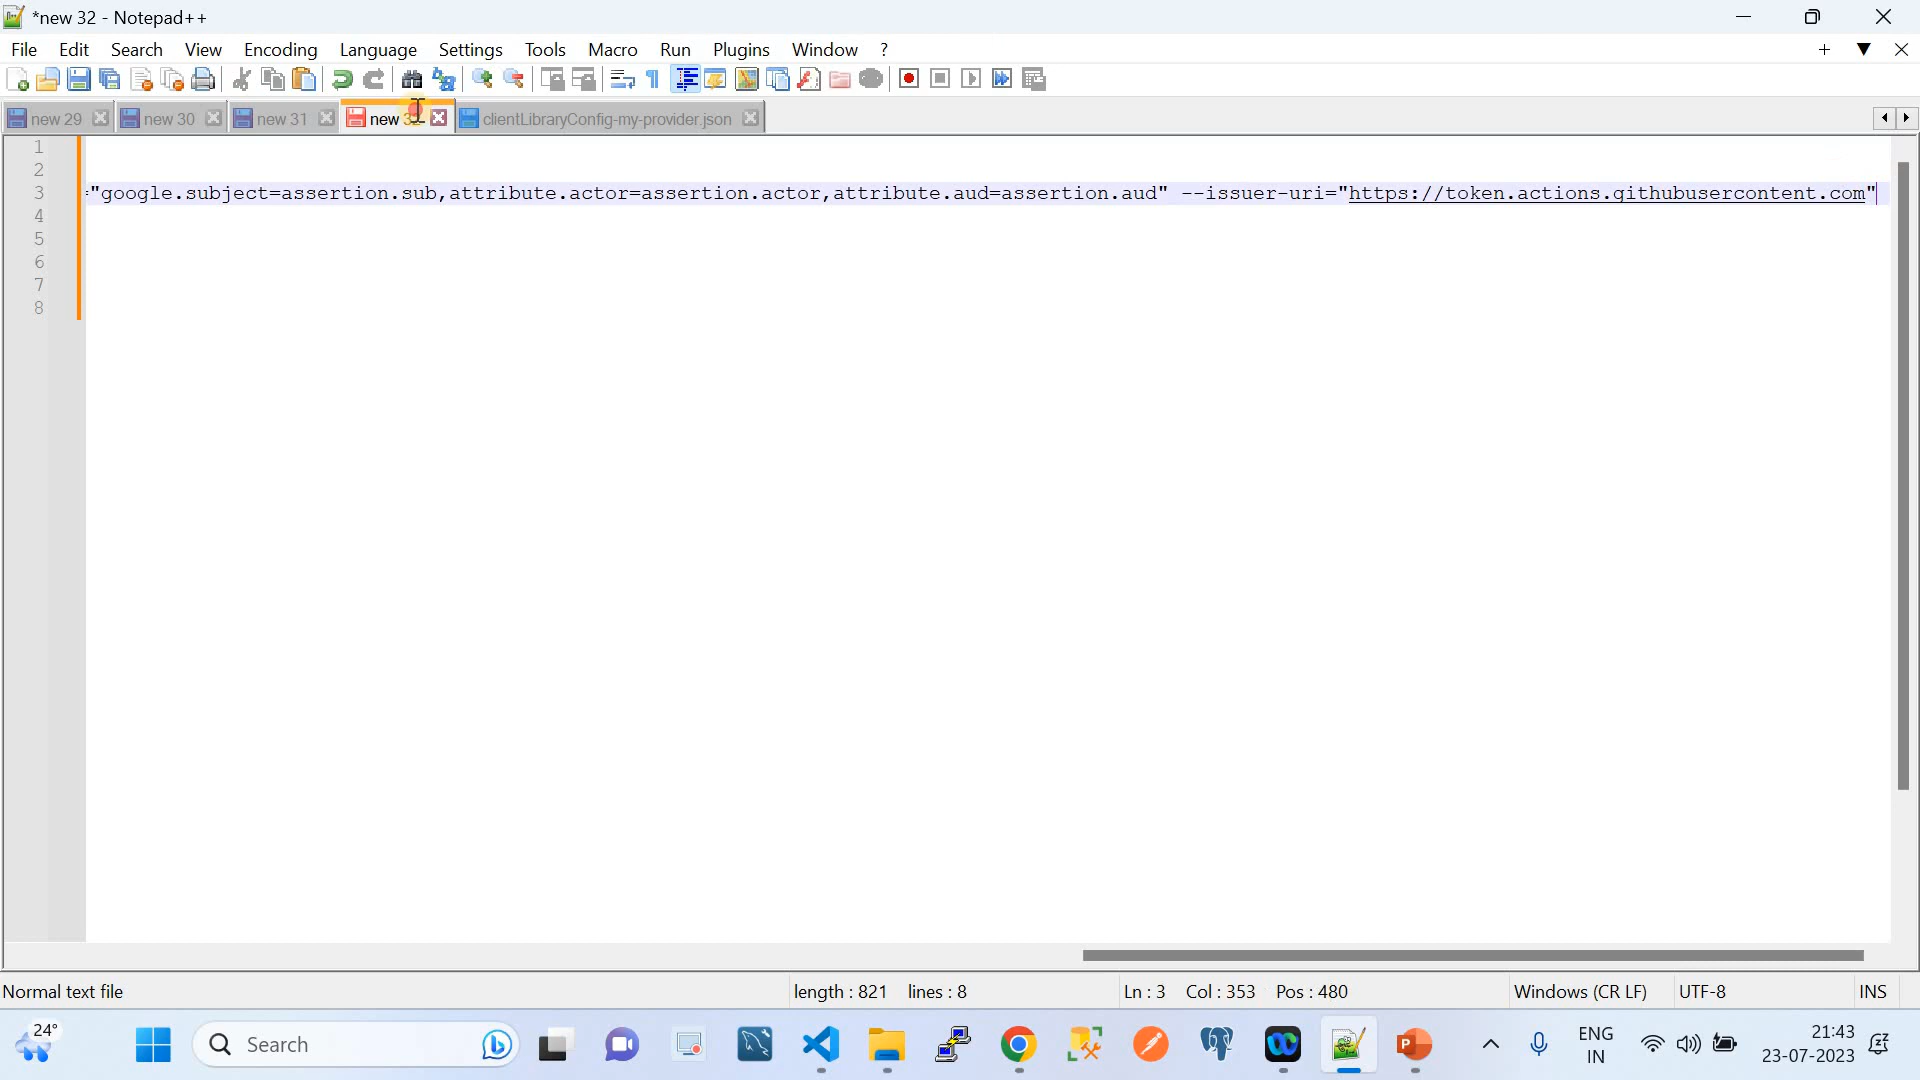 *new 32 - Notepad++
File Edit Search View Encoding Language Settings Tools Macro Run Plugins Window ?
new 29 new 30 new 31 new clientLibraryConfig-my-provider.json
1
2
3 ="google.subject=assertion.sub,attribute.actor=assertion.actor,attribute.aud=assertion.aud" --issuer-uri="https://token.actions.githubusercontent.com"
4
5
6
7
8
Normal text file length : 821 lines : 8 Ln : 3 Col : 353 Pos : 480 Windows (CR LF) UTF-8 INS
24° Search ENG 21:43
IN 23-07-2023